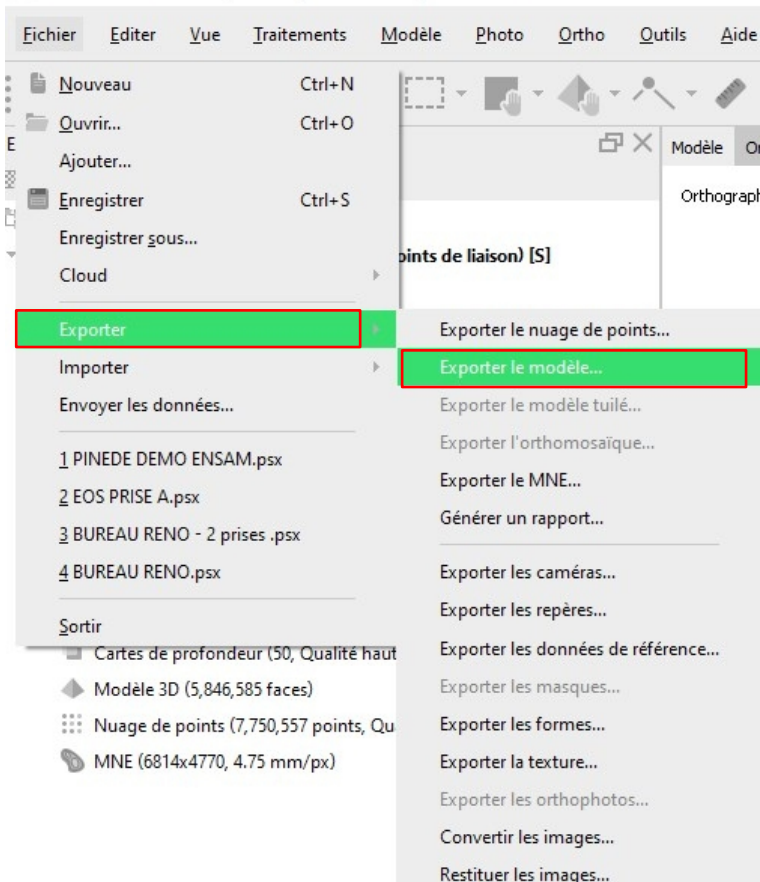 Fichier Editer Vue Traitements Modèle Photo Ortho Outils Aide
Nouveau Ctrl+N
Ouvrir... Ctrl+O
Ajouter...
Enregistrer Ctrl+S
Enregistrer sous...
Cloud
Exporter
Importer
Envoyer les données...
1 PINEDE DEMO ENSAM.psx
2 EOS PRISE A.psx
3 BUREAU RENO - 2 prises .psx
4 BUREAU RENO.psx
Sortir
Modèle
oints de liaison) [S]
Exporter le nuage de points...
Exporter le modèle...
Exporter le modèle tuilé...
Exporter l'orthomosaïque...
Exporter le MNE...
Générer un rapport...
Exporter les caméras...
Exporter les repères...
Exporter les données de référence...
Exporter les masques...
Exporter les formes...
Exporter la texture...
Exporter les orthophotos...
Convertir les images...
Restituer les images...
Cartes de profondeur (50, Qualité haut
Modèle 3D (5,846,585 faces)
Nuage de points (7,750,557 points, Qu
MNE (6814x4770, 4.75 mm/px)